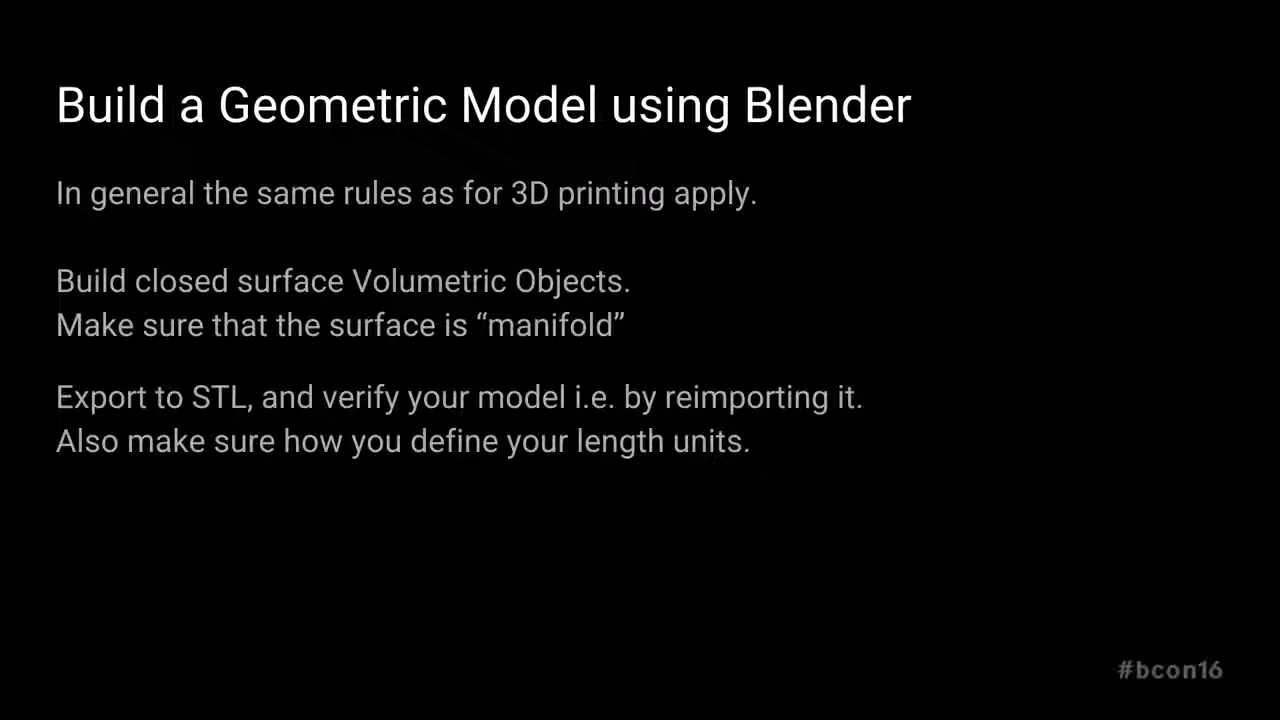 Build a Geometric Model using Blender
In general the same rules as for 3D printing apply.
Build closed surface Volumetric Objects.
Make sure that the surface is “manifold”
Export to STL, and verify your model i.e. by reimporting it.
Also make sure how you define your length units.
#bcon16